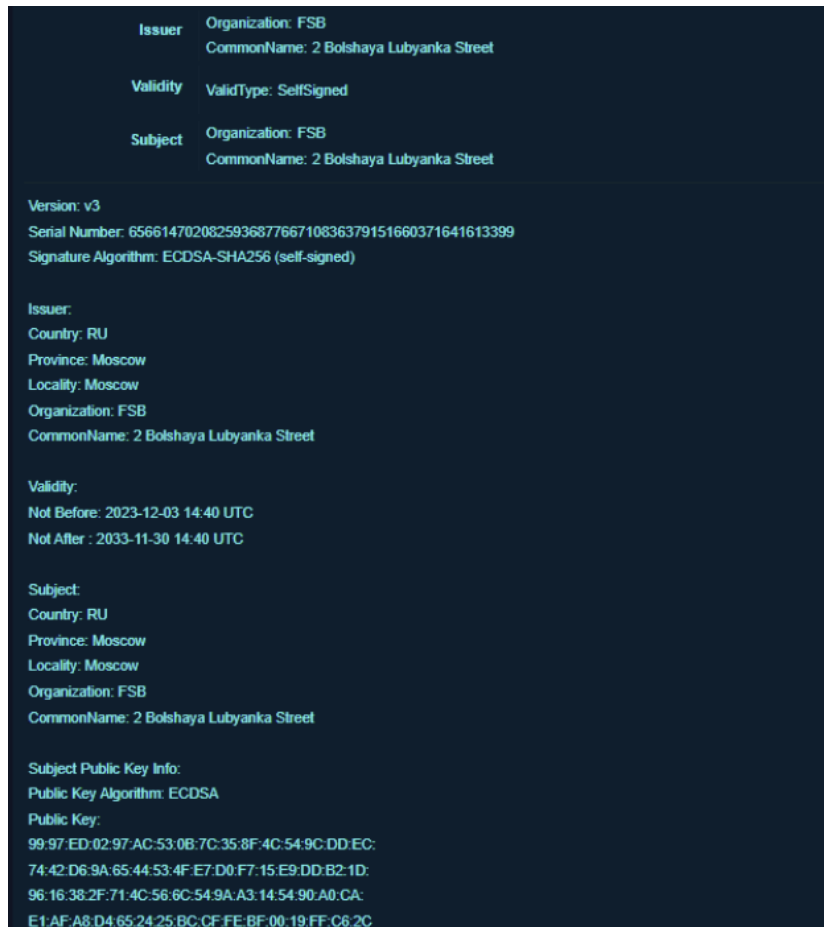 Issuer
Organization: FSB
CommonName: 2 Bolshaya Lubyanka Street
Validity
ValidType: SelfSigned
Subject
Organization: FSB
CommonName: 2 Bolshaya Lubyanka Street
Version: v3
Serial Number: 656614702082593687766710836379151660371641613399
Signature Algorithm: ECDSA-SHA256 (self-signed)
Issuer:
Country: RU
Province: Moscow
Locality: Moscow
Organization: FSB
CommonName: 2 Bolshaya Lubyanka Street
Validity:
Not Before: 2023-12-03 14:40 UTC
Not After : 2033-11-30 14:40 UTC
Subject:
Country: RU
Province: Moscow
Locality: Moscow
Organization: FSB
CommonName: 2 Bolshaya Lubyanka Street
Subject Public Key Info:
Public Key Algorithm: ECDSA
Public Key:
99:97:ED:02:97:AC:53:0B:7C:35:8F:4C:54:9C:DD:EC:
74:42:D6:9A:65:44:53:4F:E7:D0:F7:15:E9:DD:B2:1D:
96:16:38:2F:71:4C:56:6C:54:9A:A3:14:54:90:A0:CA:
E1:AF:A8:D4:65:24:25:BC:CF:FE:BF:00:19:FF:C6:2C